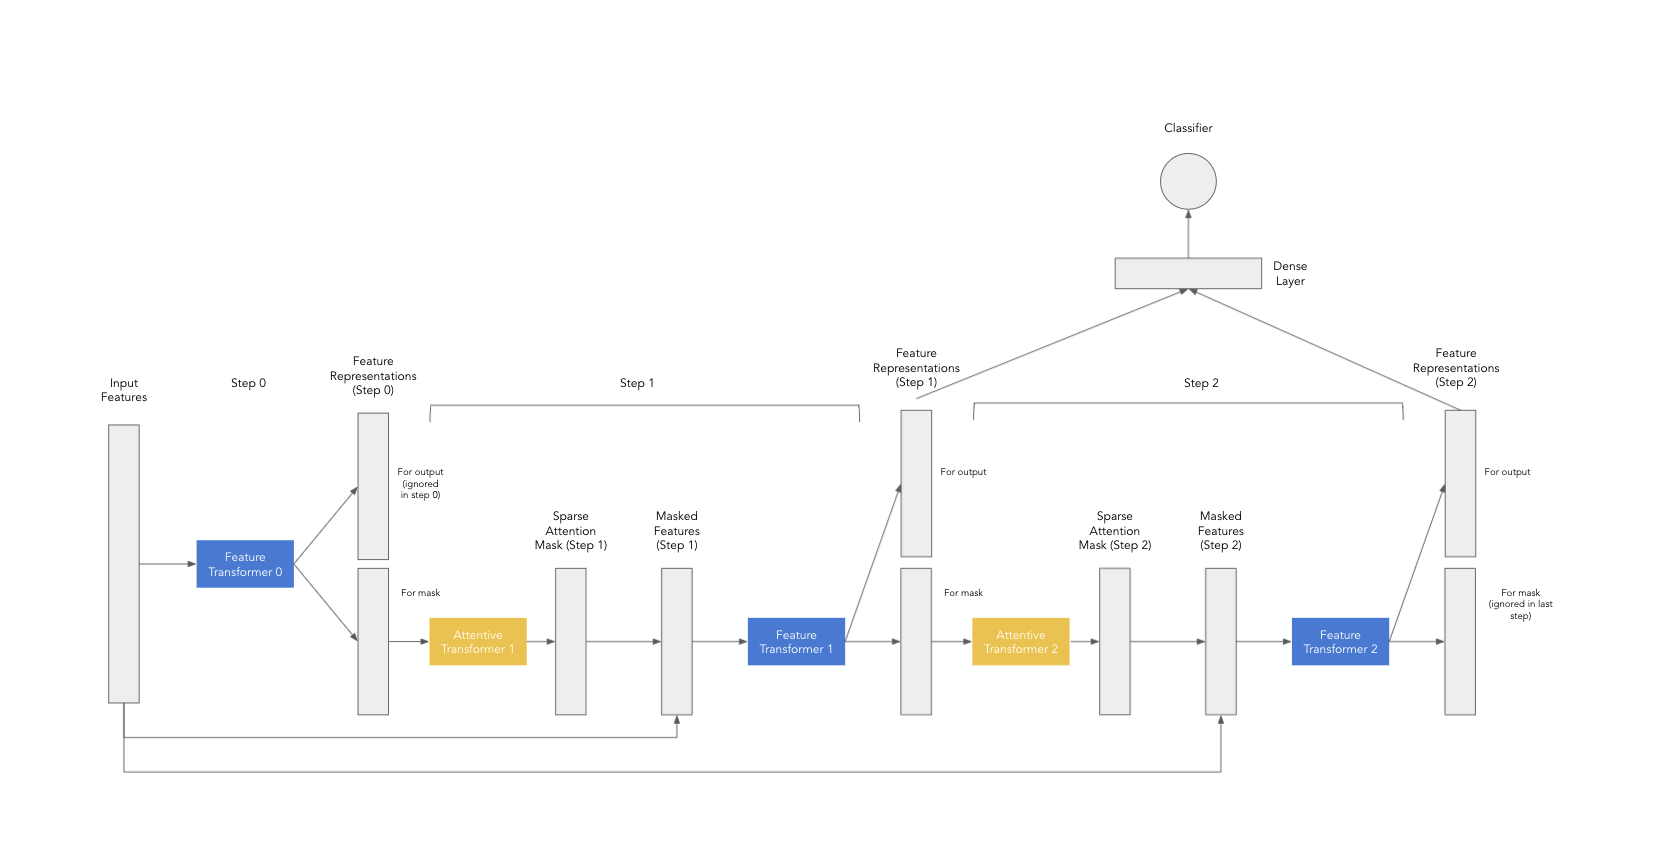 Classifier
Dense
Layer
Input
Features
Step 0
Feature
Representations
(Step 0)
Step 1
Feature
Representations
(Step 1)
Step 2
Feature
Representations
(Step 2)
For output
(ignored
in step 0)
For output
For output
Sparse
Attention
Mask (Step 1)
Masked
Features
(Step 1)
Sparse
Attention
Mask (Step 2)
Masked
Features
(Step 2)
Feature
Transformer 0
For mask
For mask
For mask
(ignored in last
step)
Attentive
Transformer 1
Feature
Transformer 1
Attentive
Transformer 2
Feature
Transformer 2